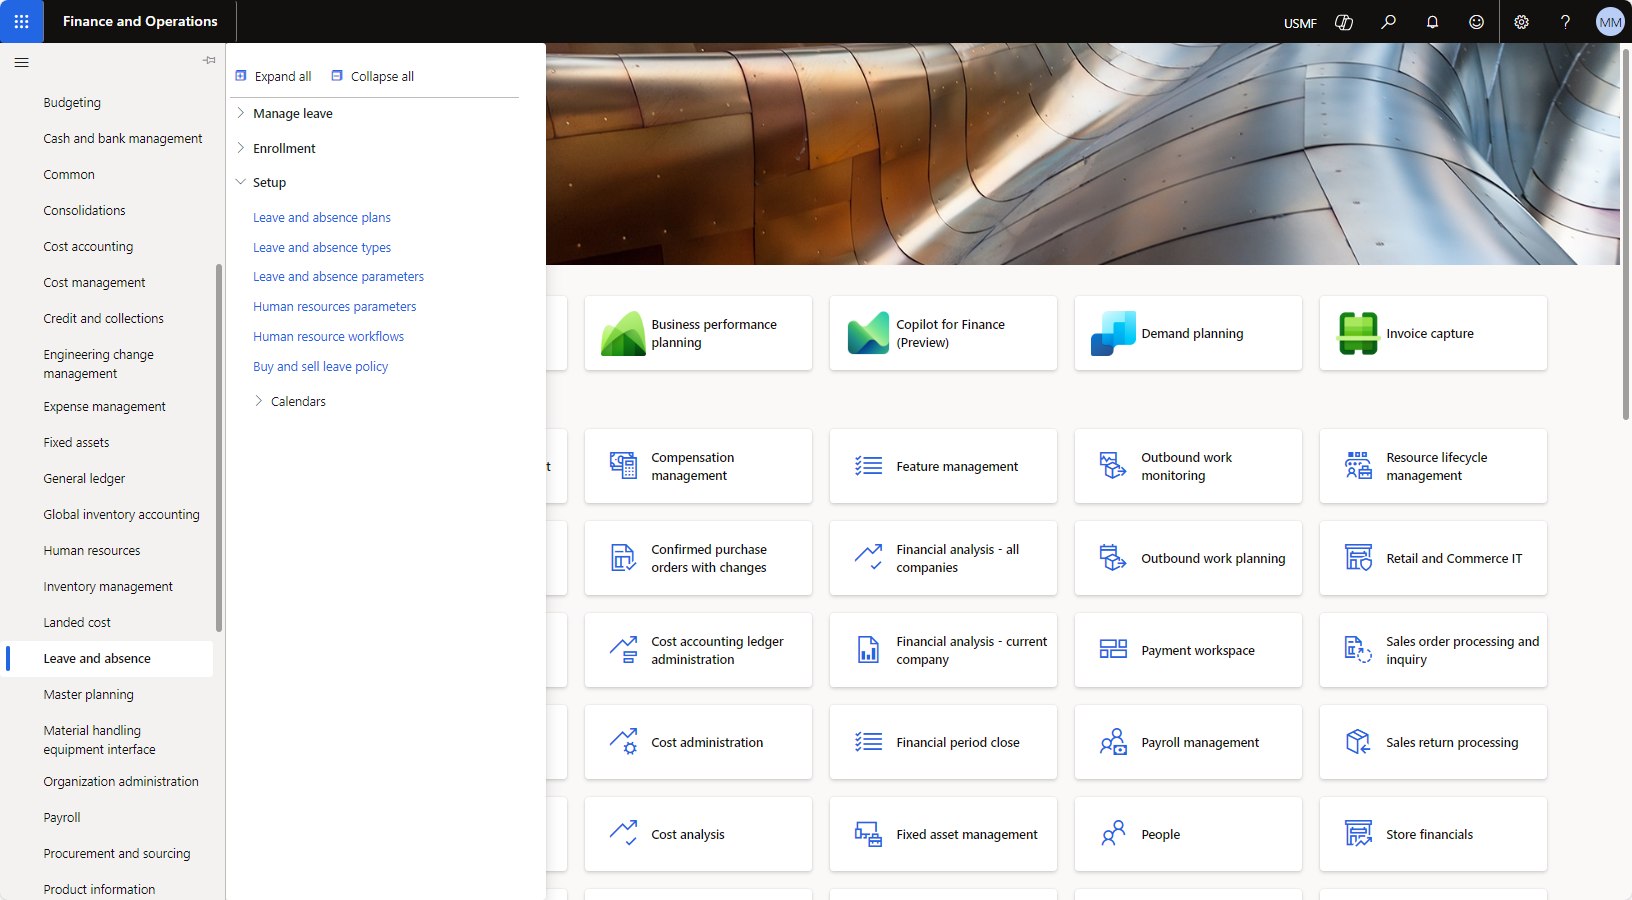 Finance and Operations
USMF
?
MM
Budgeting
Cash and bank management
Common
Consolidations
Cost accounting
Cost management
Credit and collections
Engineering change
management
Expense management
Fixed assets
General ledger
Global inventory accounting
Human resources
Inventory management
Landed cost
Leave and absence
Master planning
Material handling
equipment interface
Organization administration
Payroll
Procurement and sourcing
Product information
Expand all
Collapse all
Manage leave
Enrollment
Setup
Leave and absence plans
Leave and absence types
Leave and absence parameters
Human resources parameters
Human resource workflows
Buy and sell leave policy
Calendars
Business performance
planning
Copilot for Finance
(Preview)
Demand planning
Invoice capture
t
Compensation
management
Feature management
Outbound work
monitoring
Resource lifecycle
management
Confirmed purchase
orders with changes
Financial analysis - all
companies
Outbound work planning
Retail and Commerce IT
Cost accounting ledger
administration
Financial analysis - current
company
Payment workspace
Sales order processing and
inquiry
Cost administration
Financial period close
Payroll management
Sales return processing
Cost analysis
Fixed asset management
People
Store financials